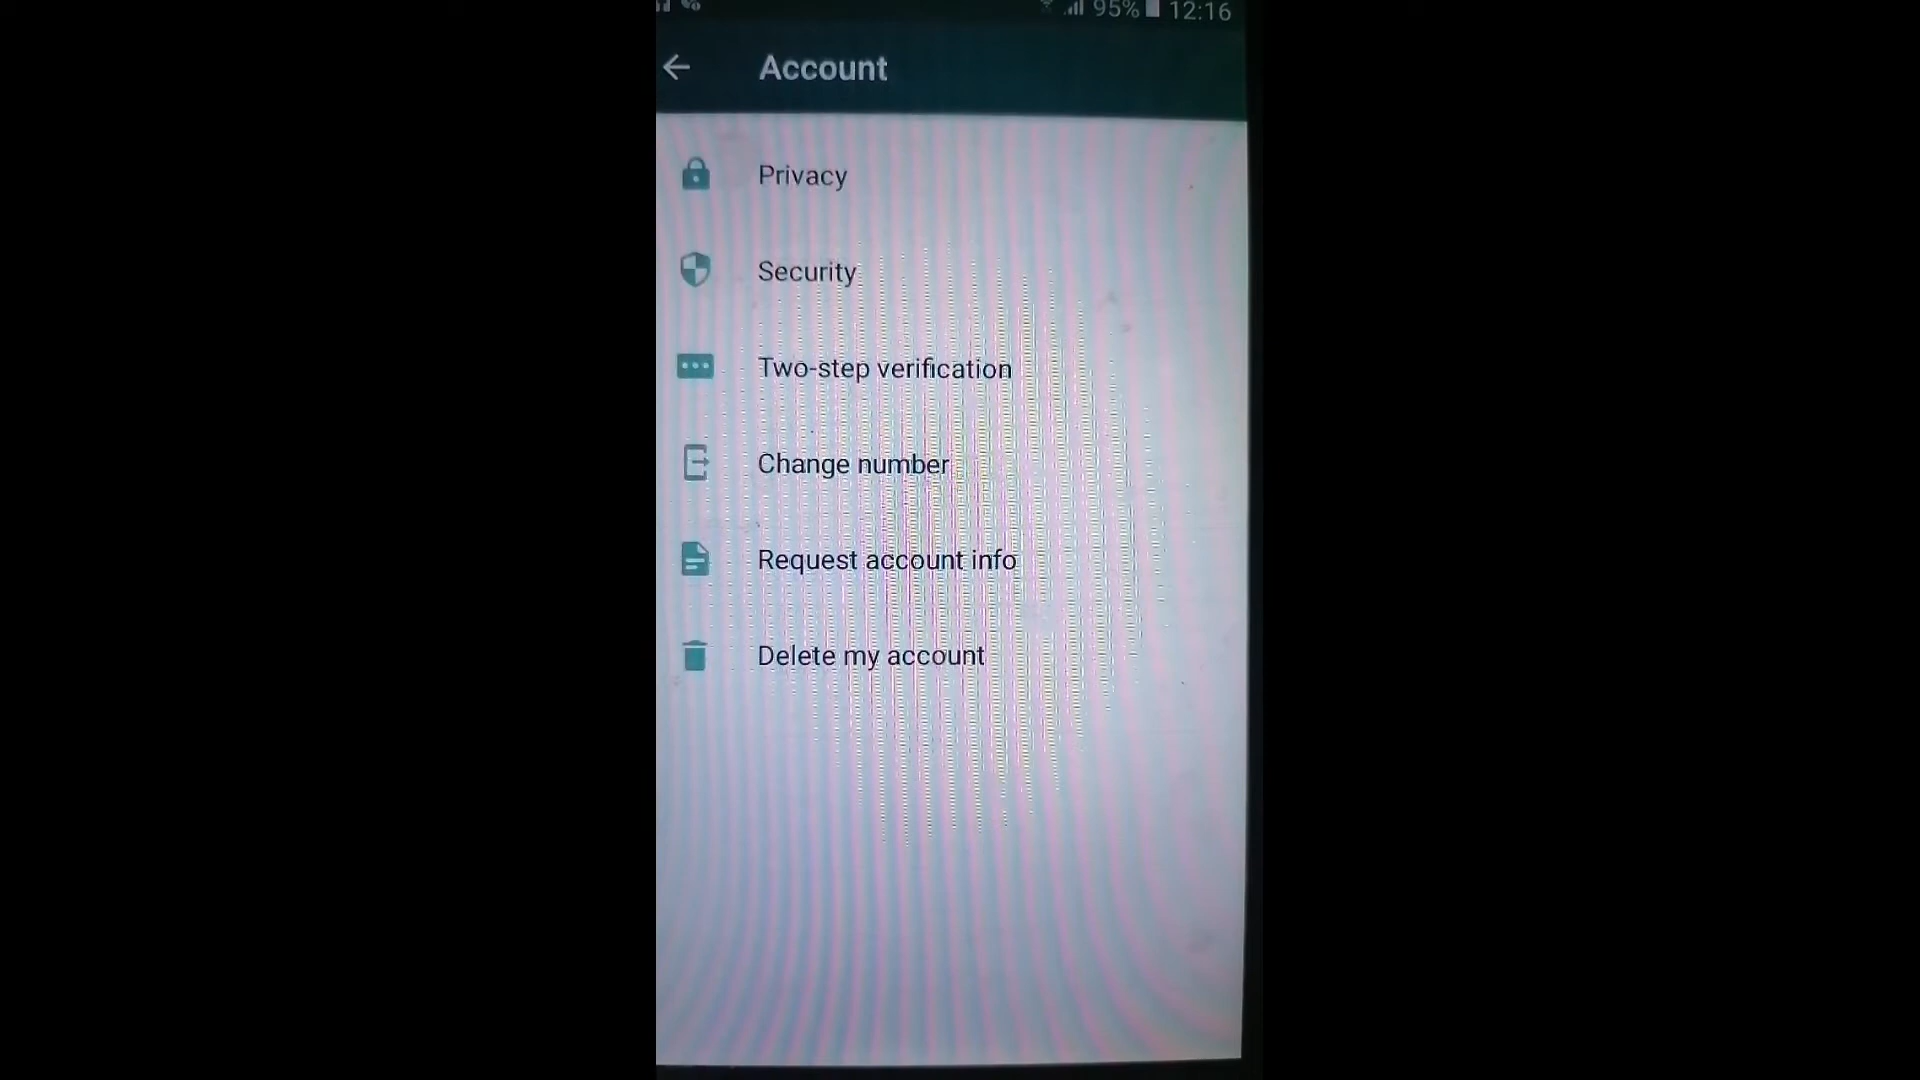 95% 12:16
Account
Privacy
Security
Two-step verification
Change number
Request account info
Delete my account